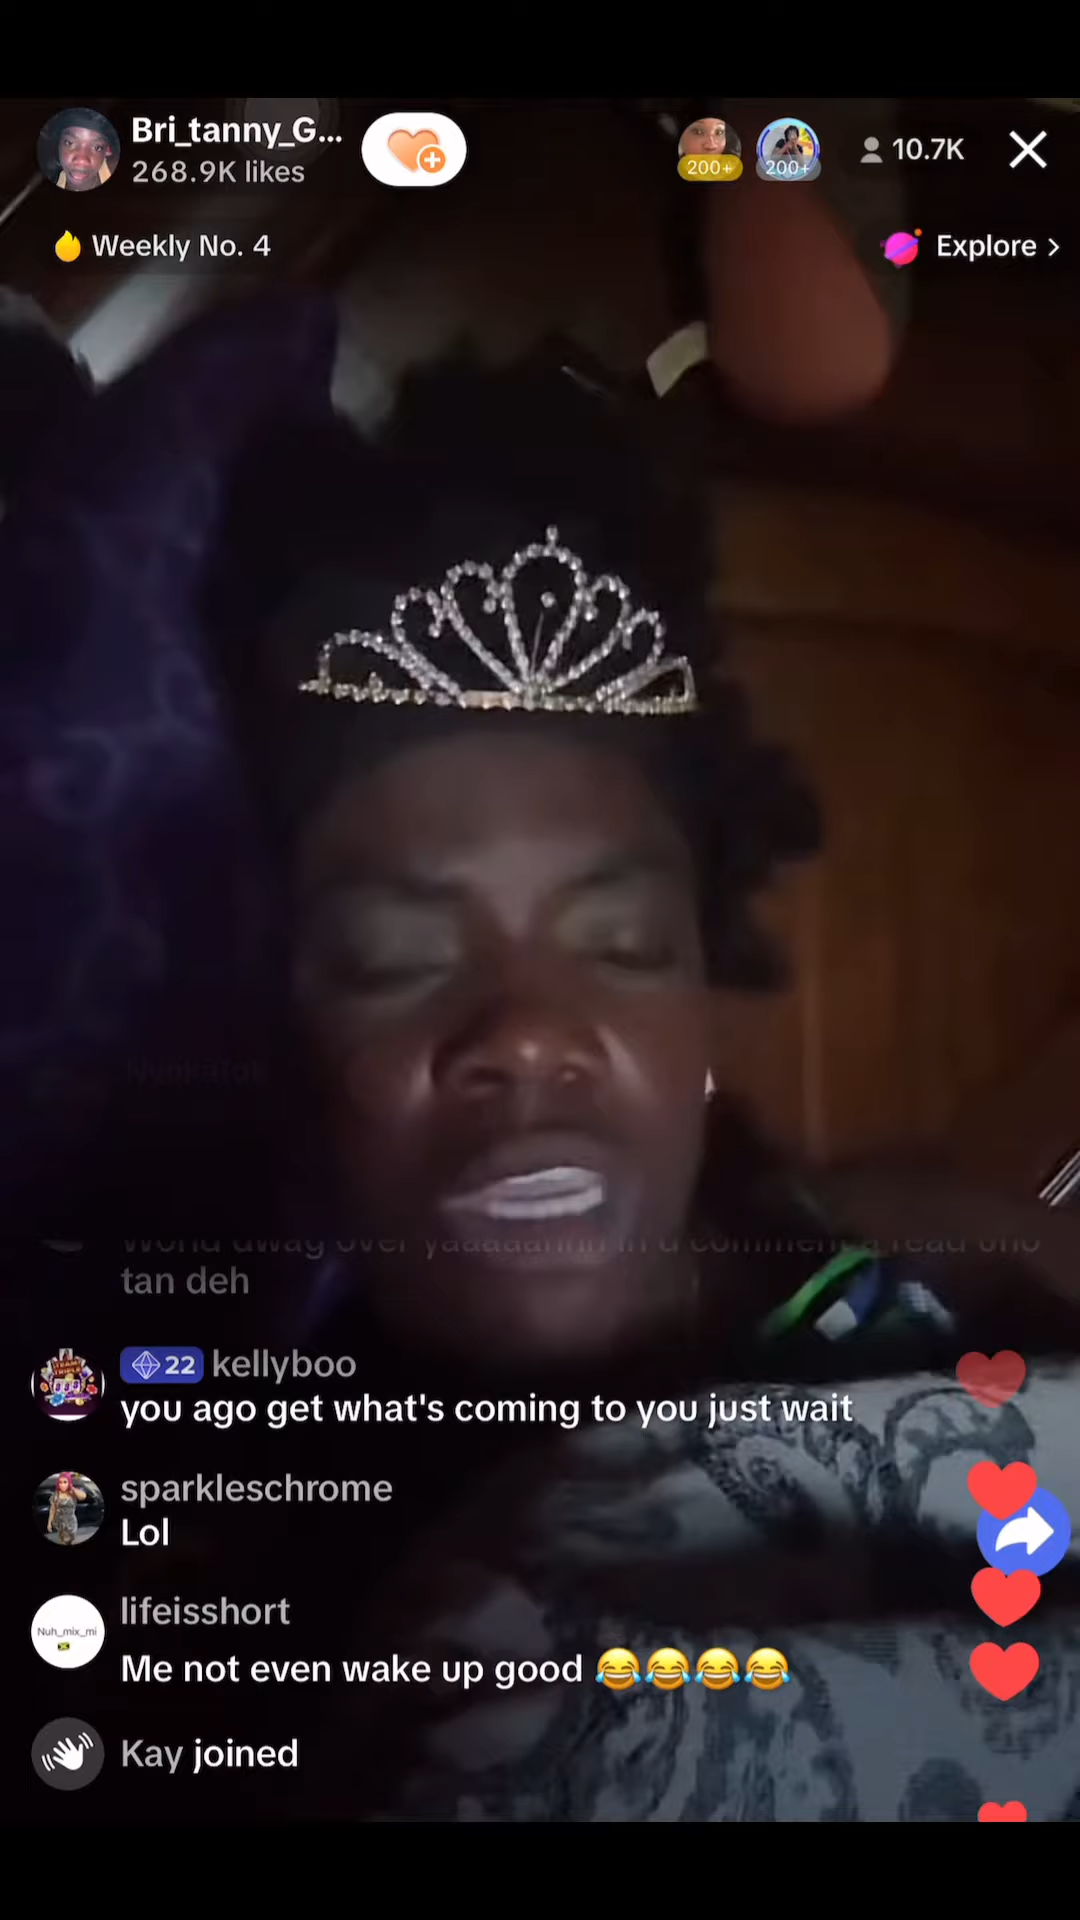 Bri_tanny_G...
268.9K likes
200+
200+
10.7K
Weekly No. 4
Explore >
tan deh
22 kellyboo
you ago get what's coming to you just wait
sparkleschrome
Lol
lifeisshort
Nuh_mix_mi
Me not even wake up good 😂😂😂😂
Kay joined